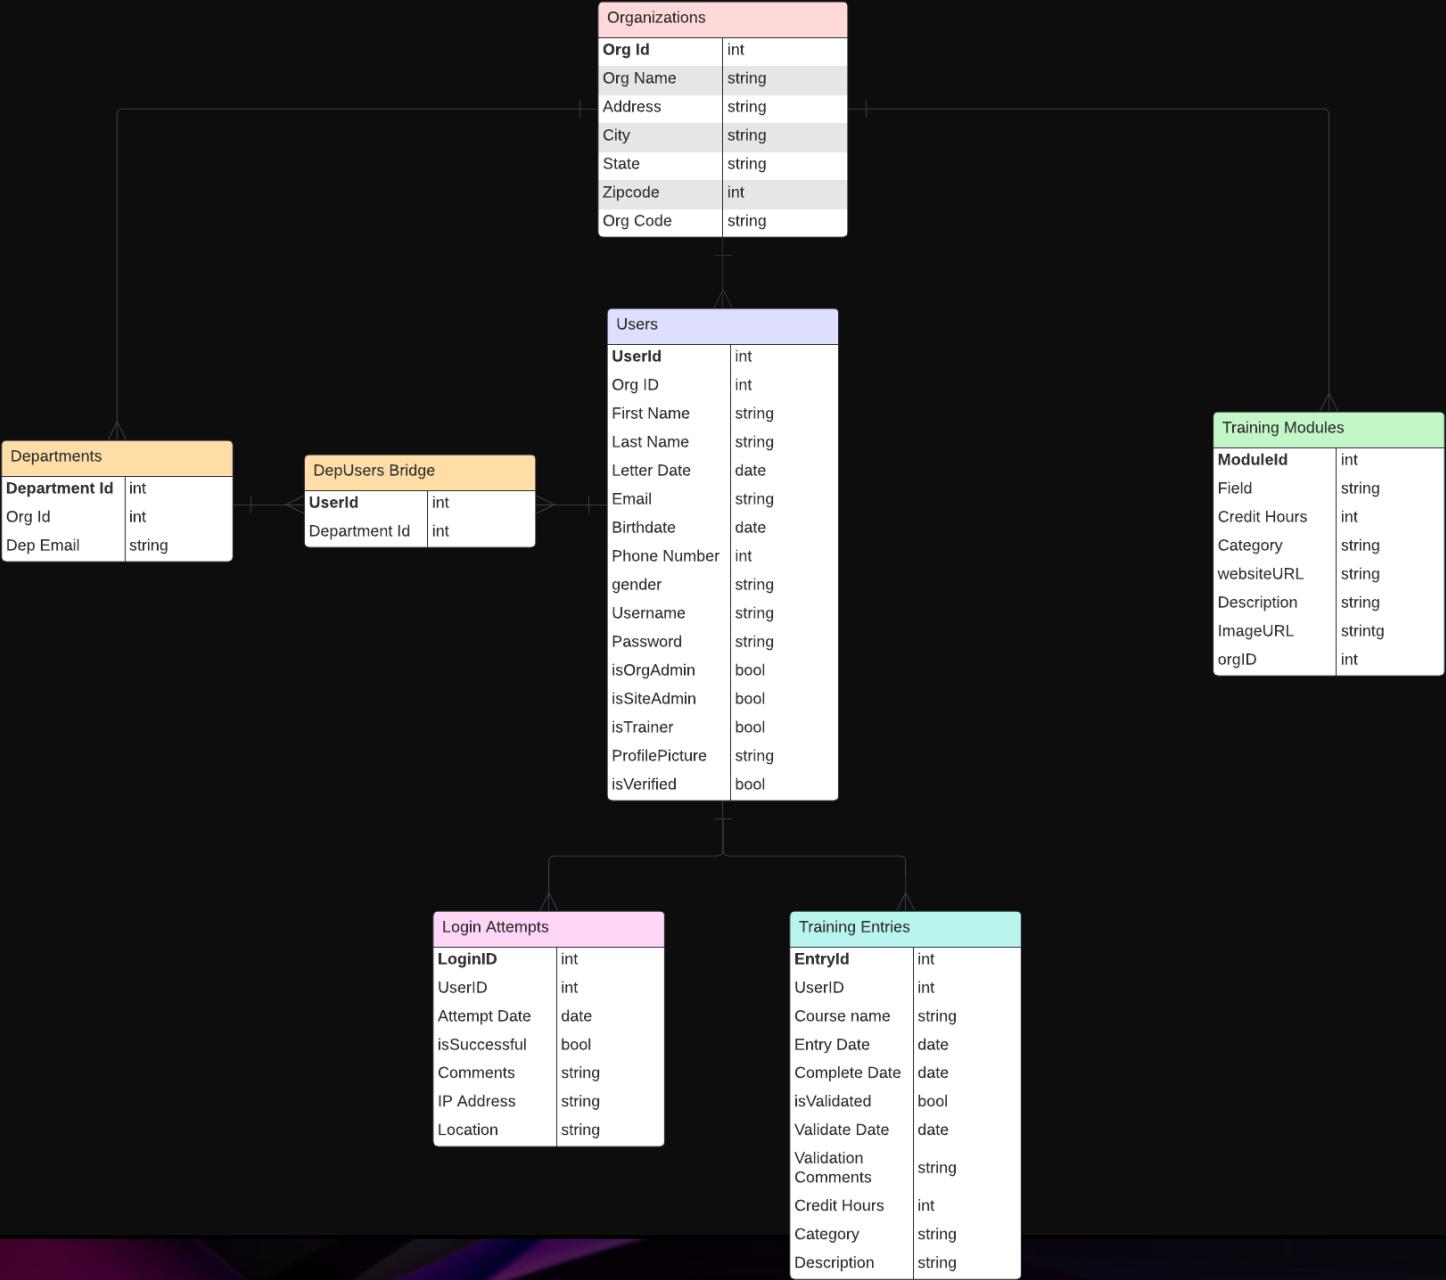 Organizations
Org Id int
Org Name string
Address string
City string
State string
Zipcode int
Org Code string
Users
UserId int
Org ID int
First Name string
Last Name string
Letter Date date
Email string
Birthdate date
Phone Number int
gender string
Username string
Password string
isOrgAdmin bool
isSiteAdmin bool
isTrainer bool
ProfilePicture string
isVerified bool
Departments
Department Id int
Org Id int
Dep Email string
DepUsers Bridge
UserId int
Department Id int
Training Modules
ModuleId int
Field string
Credit Hours int
Category string
websiteURL string
Description string
ImageURL strintg
orgID int
Login Attempts
LoginID int
UserID int
Attempt Date date
isSuccessful bool
Comments string
IP Address string
Location string
Training Entries
EntryId int
UserID int
Course name string
Entry Date date
Complete Date date
isValidated bool
Validate Date date
Validation
Comments string
Credit Hours int
Category string
Description string